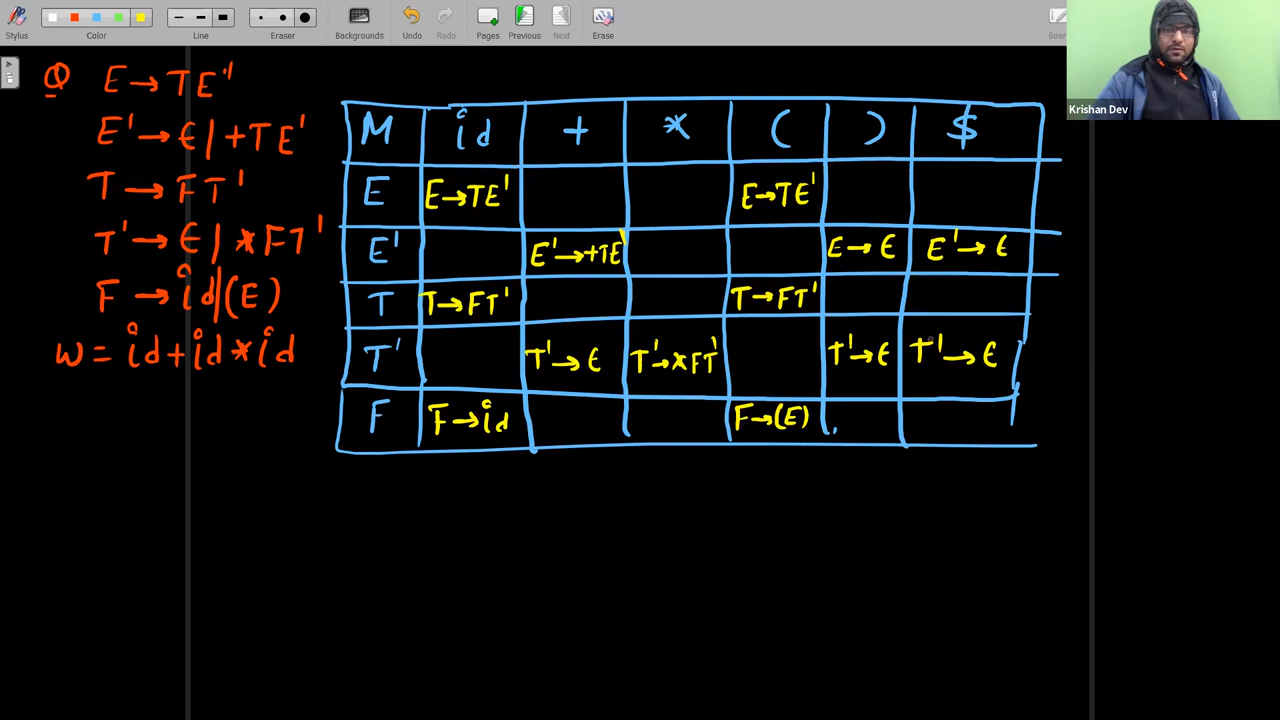 Stylus Color Line Eraser Backgrounds Undo Redo Pages Previous Next Erase
Krishan Dev
Q E → TE'
E' → ϵ | +TE'
T → FT'
T' → ϵ | *FT'
F → id | (E)
w = id + id * id
M id + * ( ) $
E E→TE' E→TE'
E' E'→+TE' E→ϵ E'→ϵ
T T→FT' T→FT'
T' T'→ϵ T'→*FT' T'→ϵ T'→ϵ
F F→id F→(E)